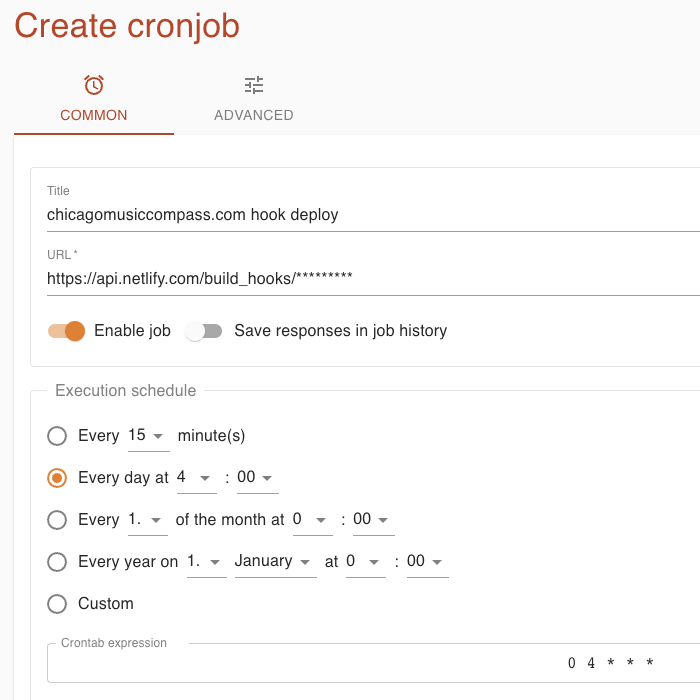 Create cronjob
COMMON ADVANCED
Title
chicagomusiccompass.com hook deploy
URL *
https://api.netlify.com/build_hooks/*********
Enable job Save responses in job history
Execution schedule
Every 15 minute(s)
Every day at 4 : 00
Every 1. of the month at 0 : 00
Every year on 1. January at 0 : 00
Custom
Crontab expression
0 4 * * *